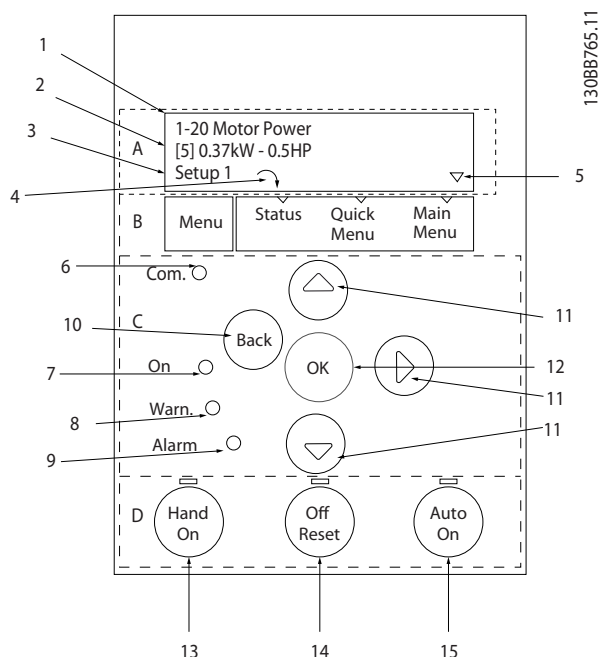 130BB765.11
1
2
3
4
5
A
1-20 Motor Power
[5] 0.37kW - 0.5HP
Setup 1
B
Menu
Status
Quick
Menu
Main
Menu
6
Com.
11
10
C
Back
OK
12
7
On
11
8
Warn.
11
9
Alarm
D
Hand
On
Off
Reset
Auto
On
13
14
15